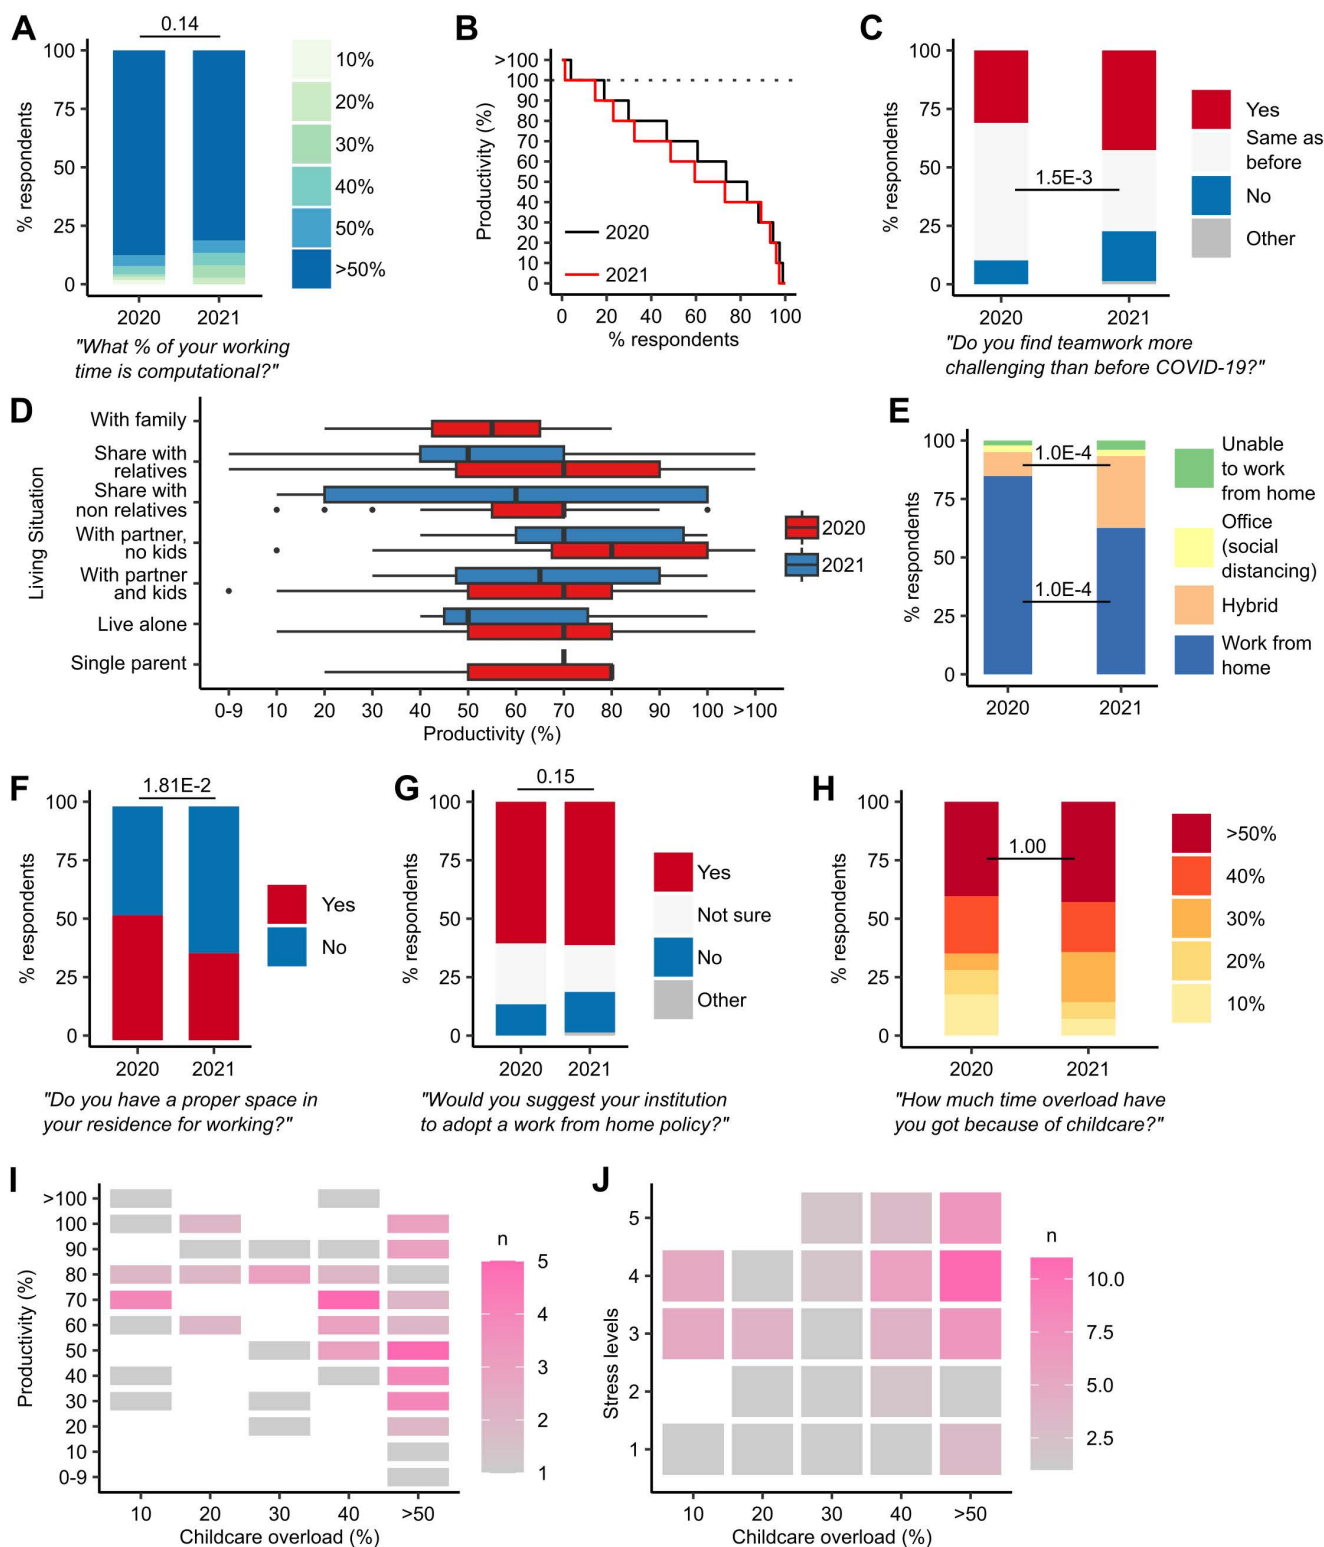 A
0.14
100
75
50
25
0
% respondents
2020
2021
10%
20%
30%
40%
50%
>50%
"What % of your working
time is computational?"
B
>100
100
90
80
70
60
50
40
30
20
10
0
Productivity (%)
2020
2021
0
20
40
60
80
100
% respondents
C
100
75
50
25
0
% respondents
1.5E-3
2020
2021
Yes
Same as
before
No
Other
"Do you find teamwork more
challenging than before COVID-19?"
D
Living Situation
With family
Share with
relatives
Share with
non relatives
With partner,
no kids
With partner
and kids
Live alone
Single parent
0-9
10
20
30
40
50
60
70
80
90
100
>100
Productivity (%)
2020
2021
E
100
75
50
25
0
% respondents
1.0E-4
1.0E-4
2020
2021
Unable
to work
from home
Office
(social
distancing)
Hybrid
Work from
home
F
1.81E-2
100
75
50
25
0
% respondents
2020
2021
Yes
No
"Do you have a proper space in
your residence for working?"
G
0.15
100
75
50
25
0
% respondents
2020
2021
Yes
Not sure
No
Other
"Would you suggest your institution
to adopt a work from home policy?"
H
100
75
50
25
0
% respondents
1.00
2020
2021
>50%
40%
30%
20%
10%
"How much time overload have
you got because of childcare?"
I
>100
100
90
80
70
60
50
40
30
20
10
0-9
Productivity (%)
10
20
30
40
>50
Childcare overload (%)
n
5
4
3
2
1
J
5
4
3
2
1
Stress levels
10
20
30
40
>50
Childcare overload (%)
n
10.0
7.5
5.0
2.5